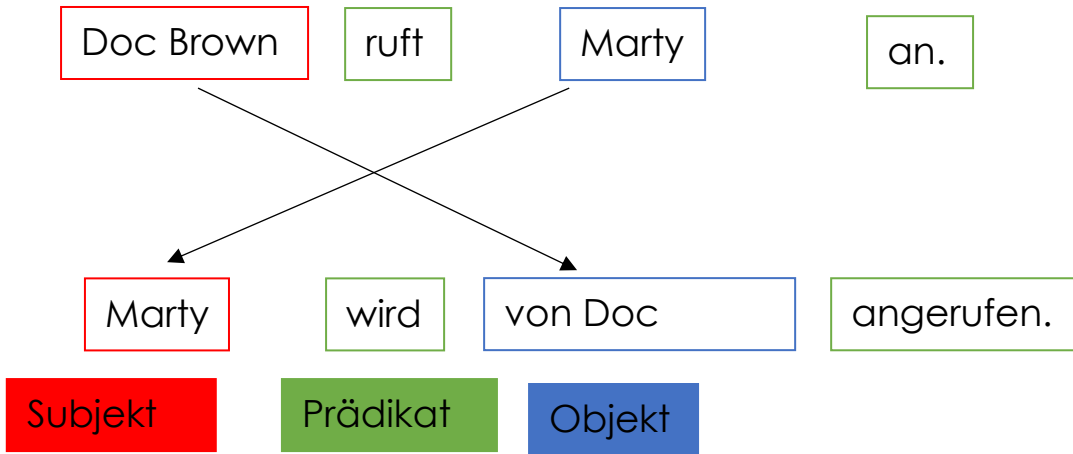 Doc Brown ruft Marty an.
Marty wird von Doc angerufen.
Subjekt Prädikat Objekt